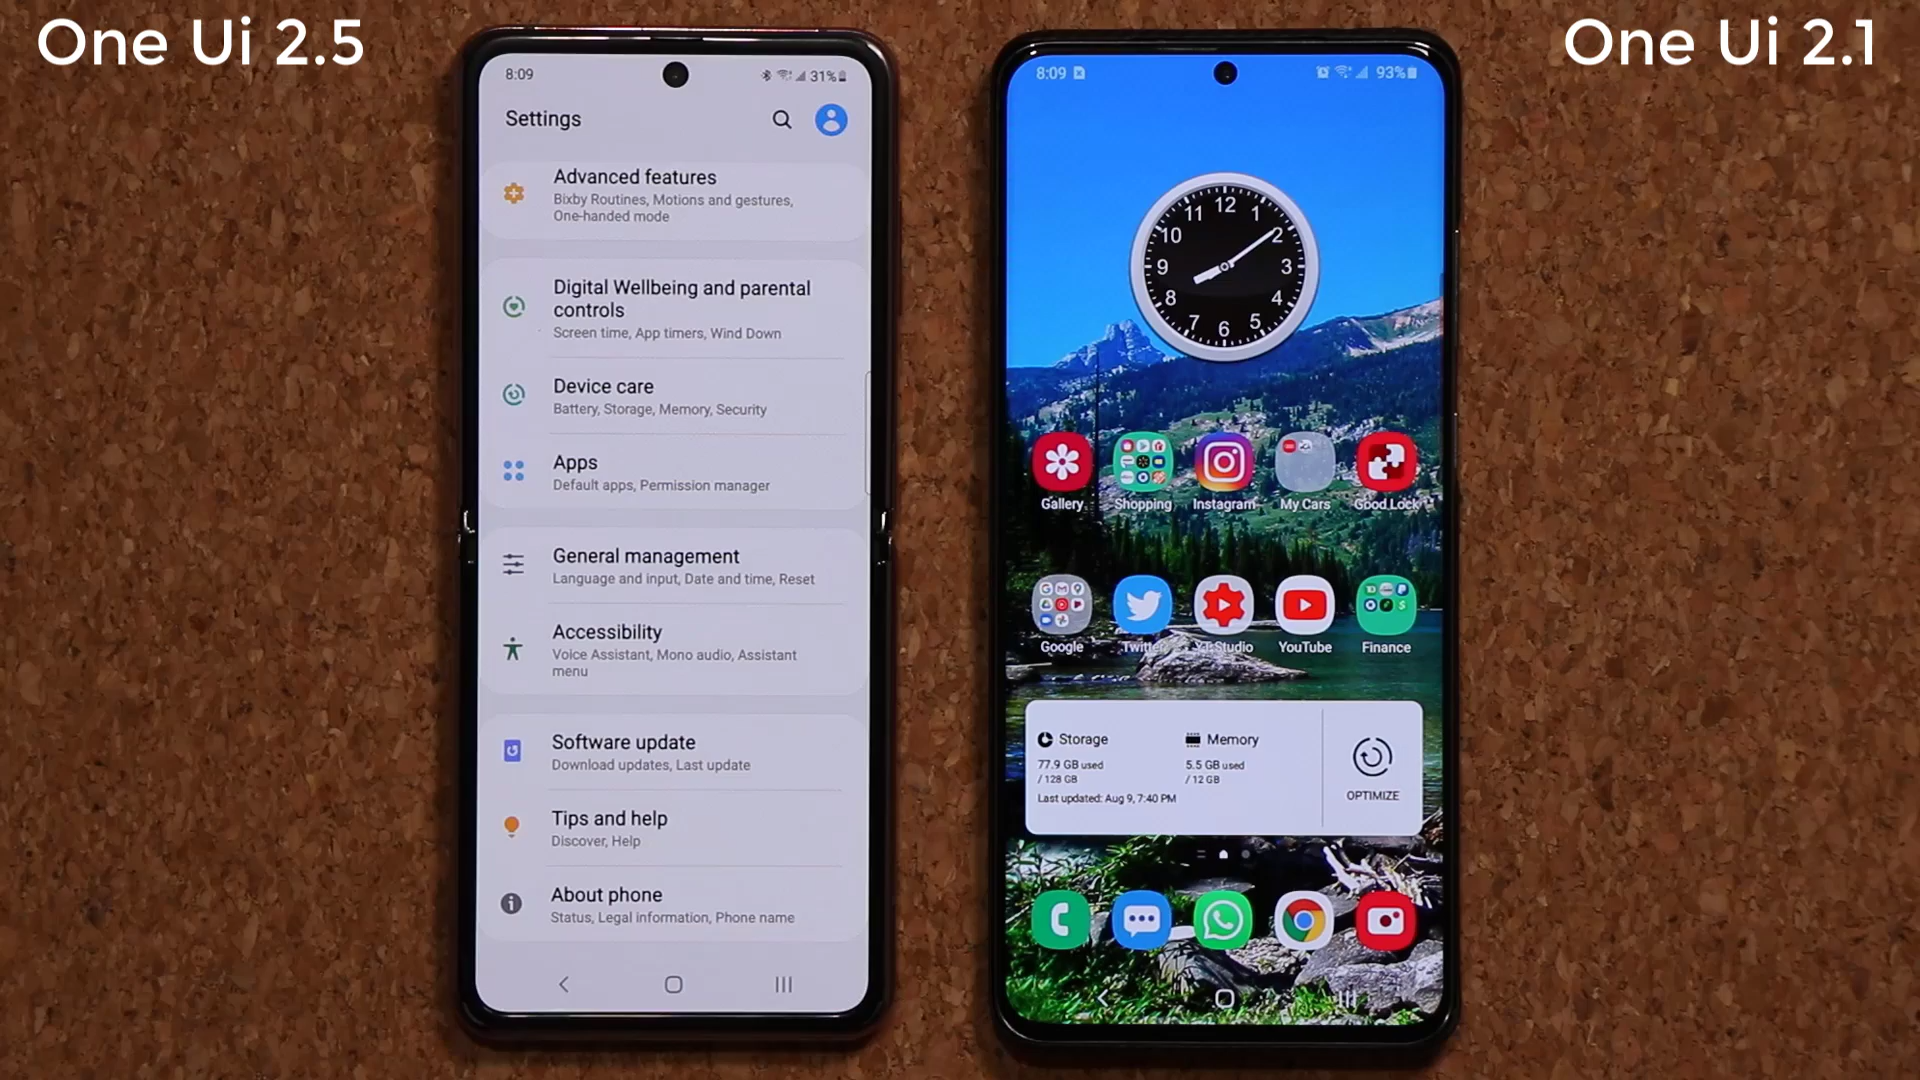 One Ui 2.5
One Ui 2.1
8:09
31%
Settings
Advanced features
Bixby Routines, Motions and gestures,
One-handed mode
Digital Wellbeing and parental
controls
Screen time, App timers, Wind Down
Device care
Battery, Storage, Memory, Security
Apps
Default apps, Permission manager
General management
Language and input, Date and time, Reset
Accessibility
Voice Assistant, Mono audio, Assistant
menu
Software update
Download updates, Last update
Tips and help
Discover, Help
About phone
Status, Legal information, Phone name
8:09
93%
12
1
2
3
4
5
6
7
8
9
10
11
Gallery
Shopping
Instagram
My Cars
Good Lock
Google
Twitter
YT Studio
YouTube
Finance
Storage
77.9 GB used
/ 128 GB
Memory
5.5 GB used
/ 12 GB
Last updated: Aug 9, 7:40 PM
OPTIMIZE